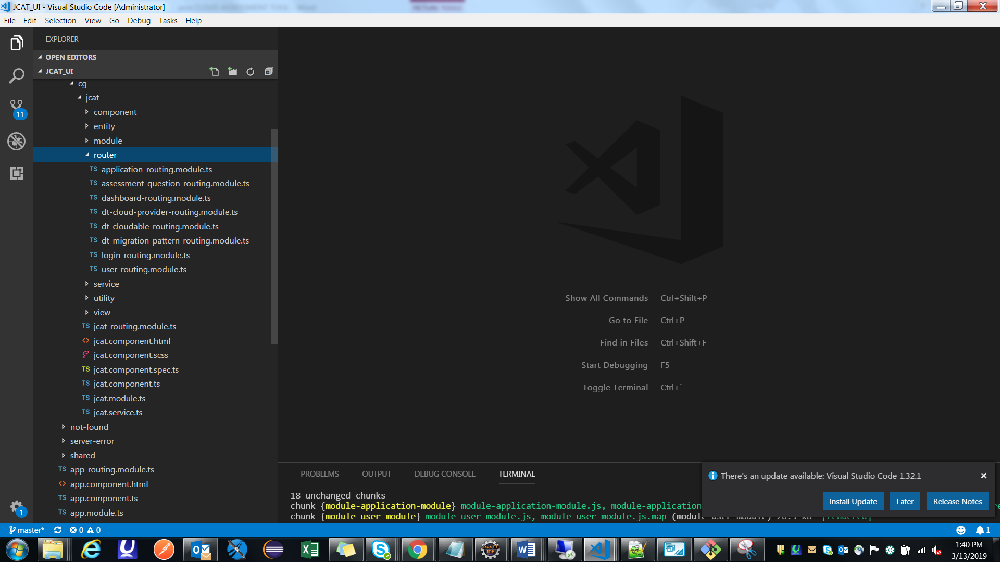 JCAT_UI - Visual Studio Code [Administrator]
File Edit Selection View Go Debug Tasks Help
EXPLORER
OPEN EDITORS
JCAT_UI
cg
jcat
component
entity
module
router
TS application-routing.module.ts
TS assessment-question-routing.module.ts
TS dashboard-routing.module.ts
TS dt-cloud-provider-routing.module.ts
TS dt-cloudable-routing.module.ts
TS dt-migration-pattern-routing.module.ts
TS login-routing.module.ts
TS user-routing.module.ts
service
utility
view
TS jcat-routing.module.ts
<> jcat.component.html
jcat.component.scss
TS jcat.component.spec.ts
TS jcat.component.ts
TS jcat.module.ts
TS jcat.service.ts
not-found
server-error
shared
TS app-routing.module.ts
<> app.component.html
TS app.component.ts
TS app.module.ts
11
1
Show All Commands Ctrl+Shift+P
Go to File Ctrl+P
Find in Files Ctrl+Shift+F
Start Debugging F5
Toggle Terminal Ctrl+`
PROBLEMS OUTPUT DEBUG CONSOLE TERMINAL
18 unchanged chunks
chunk {module-application-module} module-application-module.js, module-application
chunk {module-user-module} module-user-module.js, module-user-module.js.map (module-user-module) 20.5 kB [rendered]
There's an update available: Visual Studio Code 1.32.1
Install Update Later Release Notes
master* 0 0 1
1:40 PM
3/13/2019